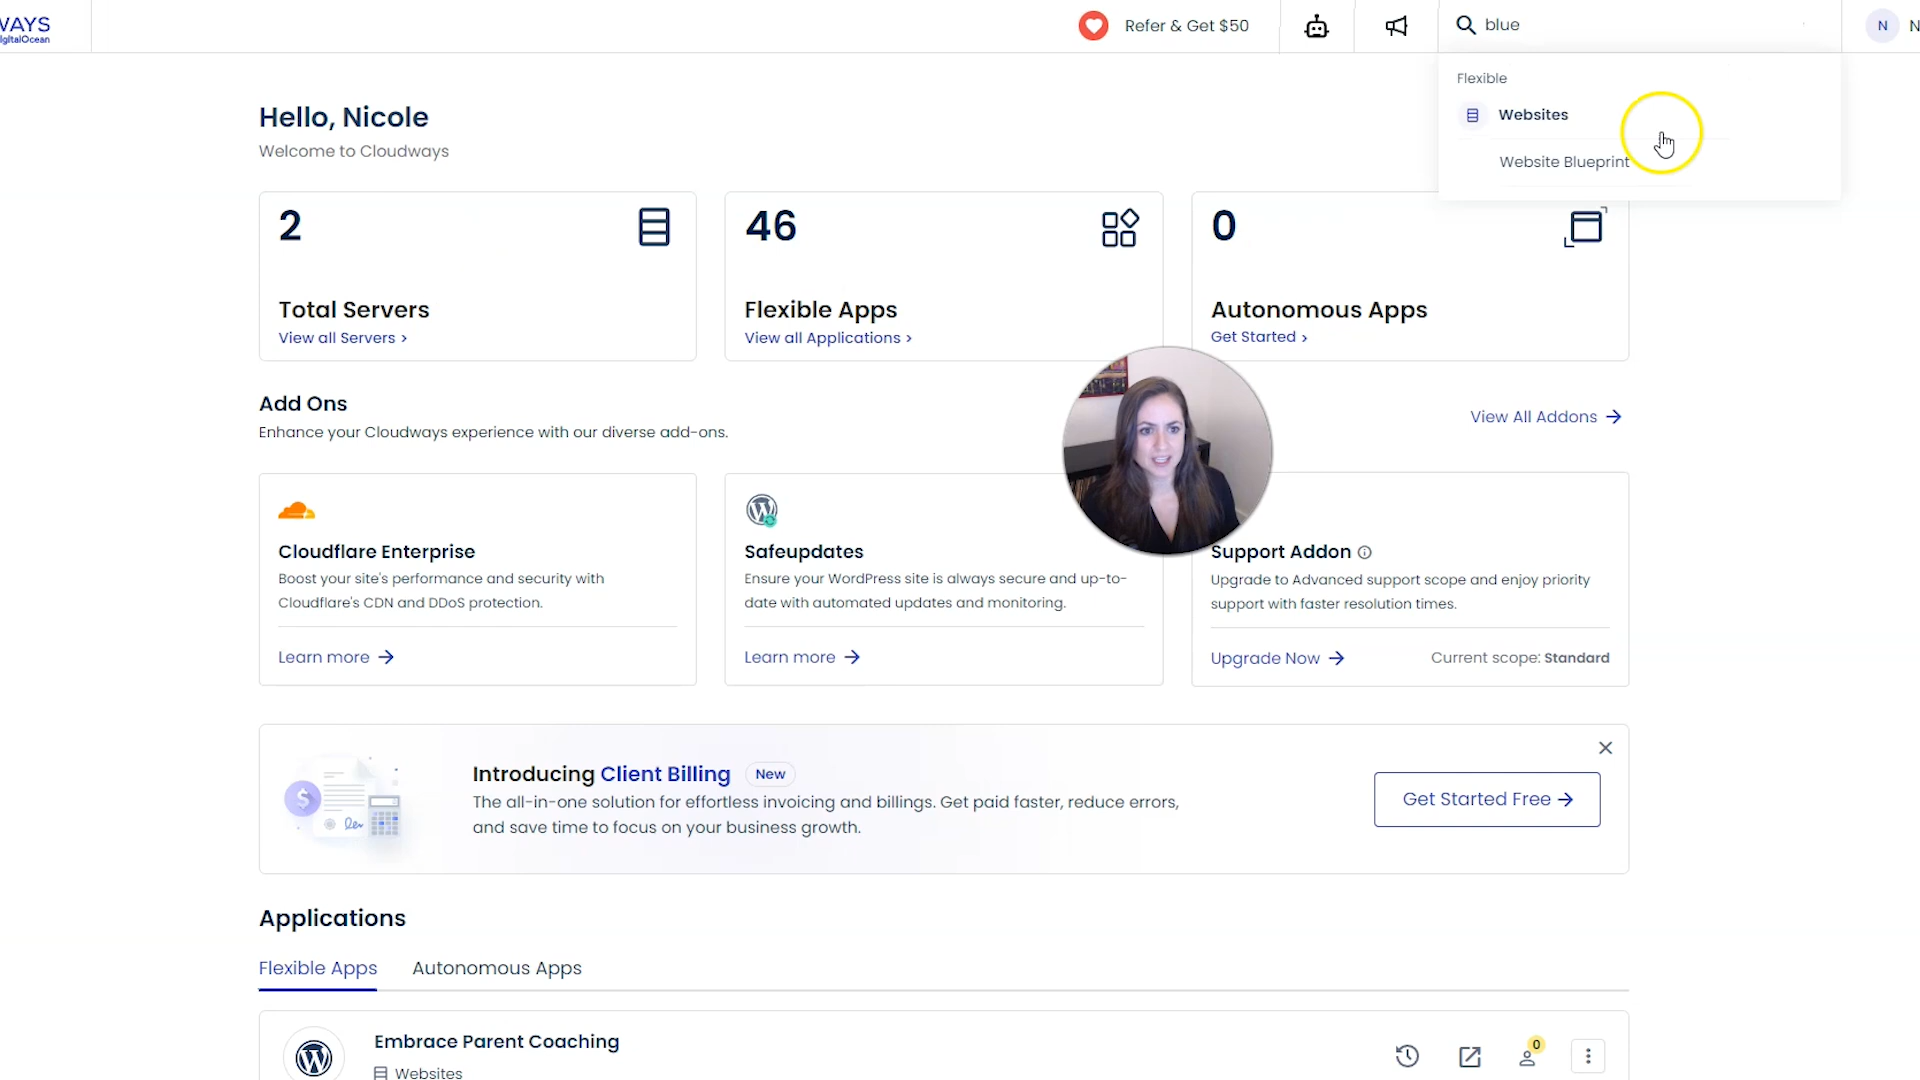 WAYS
igitalOcean
Refer & Get $50
blue
N
N
Flexible
Websites
Website Blueprint
Hello, Nicole
Welcome to Cloudways
2
Total Servers
View all Servers >
46
Flexible Apps
View all Applications >
0
Autonomous Apps
Get Started >
Add Ons
Enhance your Cloudways experience with our diverse add-ons.
View All Addons →
Cloudflare Enterprise
Boost your site's performance and security with
Cloudflare's CDN and DDoS protection.
Learn more →
Safeupdates
Ensure your WordPress site is always secure and up-to-
date with automated updates and monitoring.
Learn more →
Support Addon
Upgrade to Advanced support scope and enjoy priority
support with faster resolution times.
Upgrade Now →
Current scope: Standard
Introducing Client Billing New
The all-in-one solution for effortless invoicing and billings. Get paid faster, reduce errors,
and save time to focus on your business growth.
Get Started Free →
Applications
Flexible Apps
Autonomous Apps
Embrace Parent Coaching
Websites
0